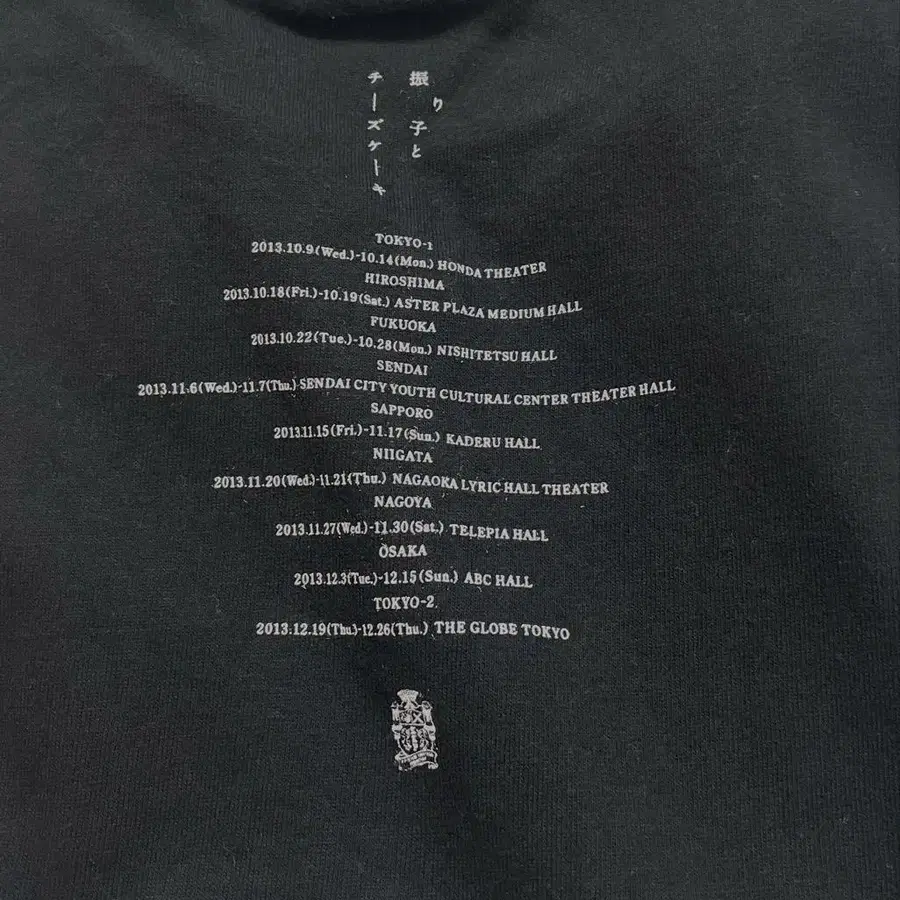 振り子と
チーズケーキ
TOKYO-1
2013.10.9(Wed.)-10.14(Mon.) HONDA THEATER
HIROSHIMA
2013.10.18(Fri.)-10.19(Sat.) ASTER PLAZA MEDIUM HALL
FUKUOKA
2013.10.22(Tue.)-10.28(Mon.) NISHITETSU HALL
SENDAI
2013.11.6(Wed.)-11.7(Thu.) SENDAI CITY YOUTH CULTURAL CENTER THEATER HALL
SAPPORO
2013.11.15(Fri.)-11.17(Sun.) KADERU HALL
NIIGATA
2013.11.20(Wed.)-11.21(Thu.) NAGAOKA LYRIC HALL THEATER
NAGOYA
2013.11.27(Wed.)-11.30(Sat.) TELEPIA HALL
OSAKA
2013.12.3(Tue.)-12.15(Sun.) ABC HALL
TOKYO-2
2013.12.19(Thu.)-12.26(Thu.) THE GLOBE TOKYO